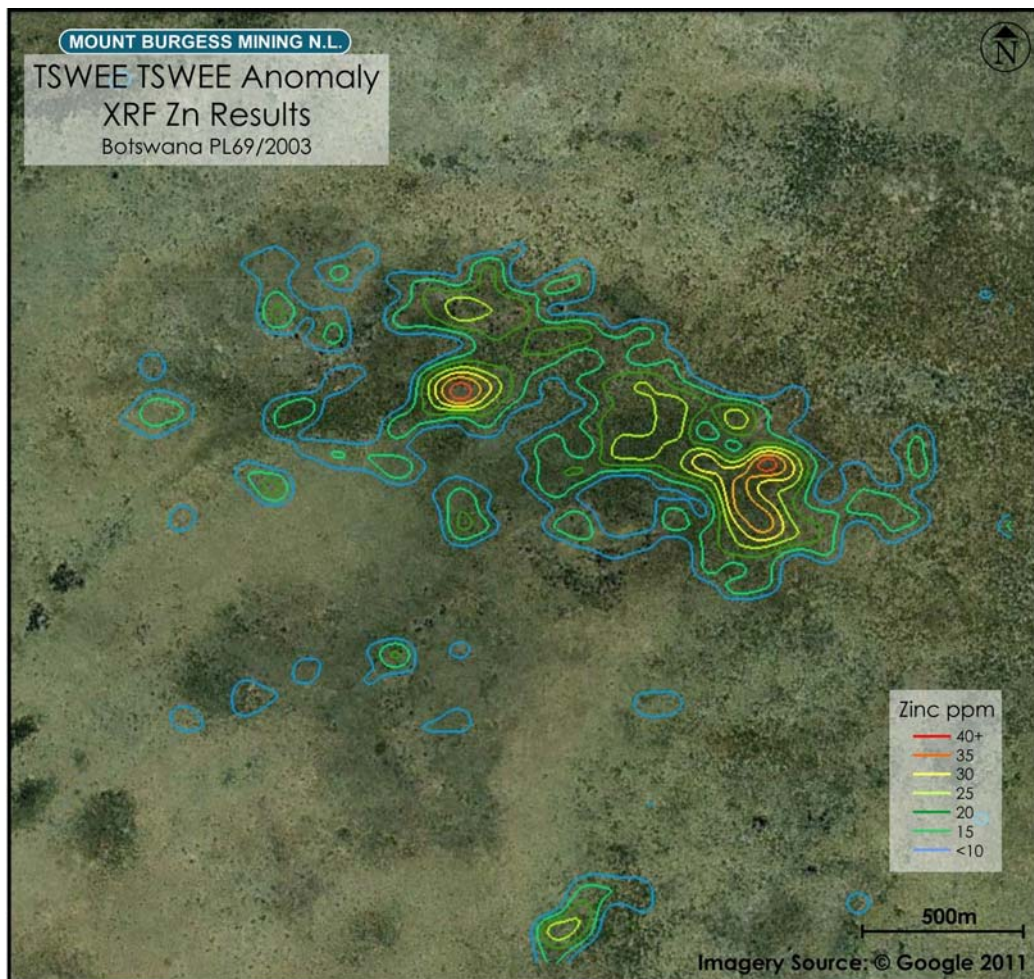 MOUNT BURGESS MINING N.L.
TSWEE TSWEE Anomaly
XRF Zn Results
Botswana PL69/2003
N
Zinc ppm
40+
35
30
25
20
15
<10
500m
Imagery Source: © Google 2011